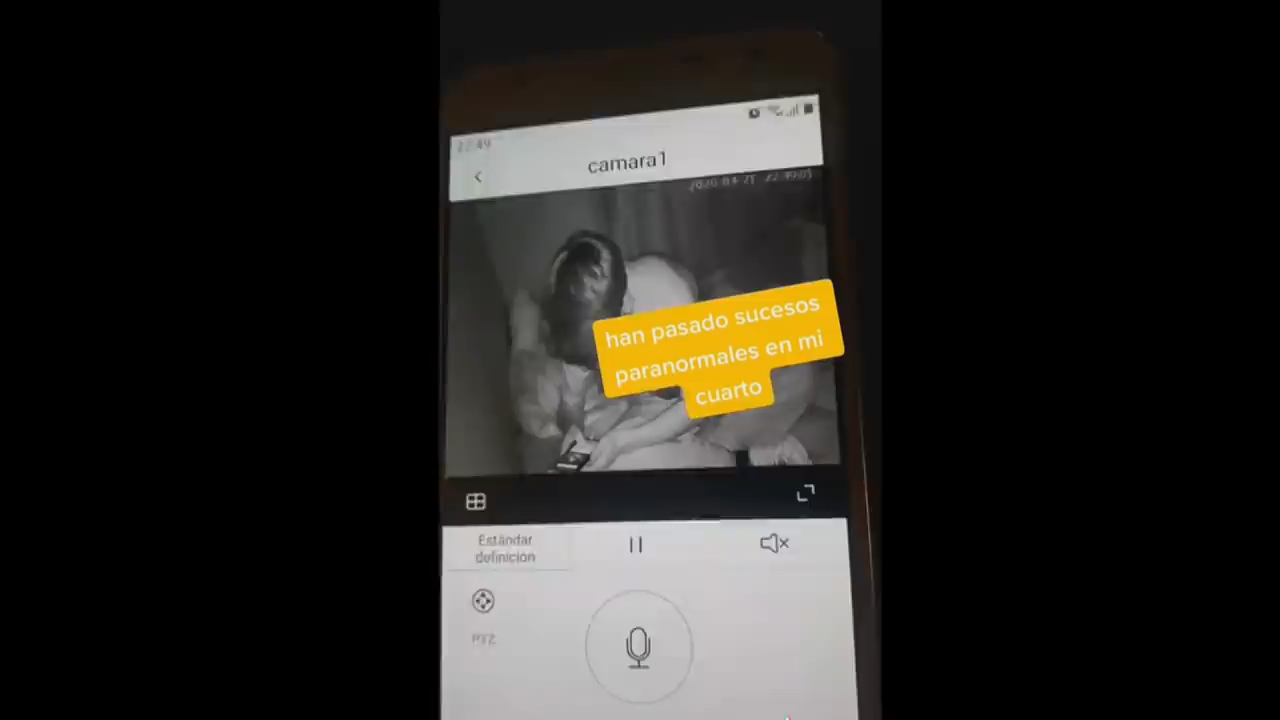 camara1
han pasado sucesos
paranormales en mi
cuarto
Estándar
definición
PTZ